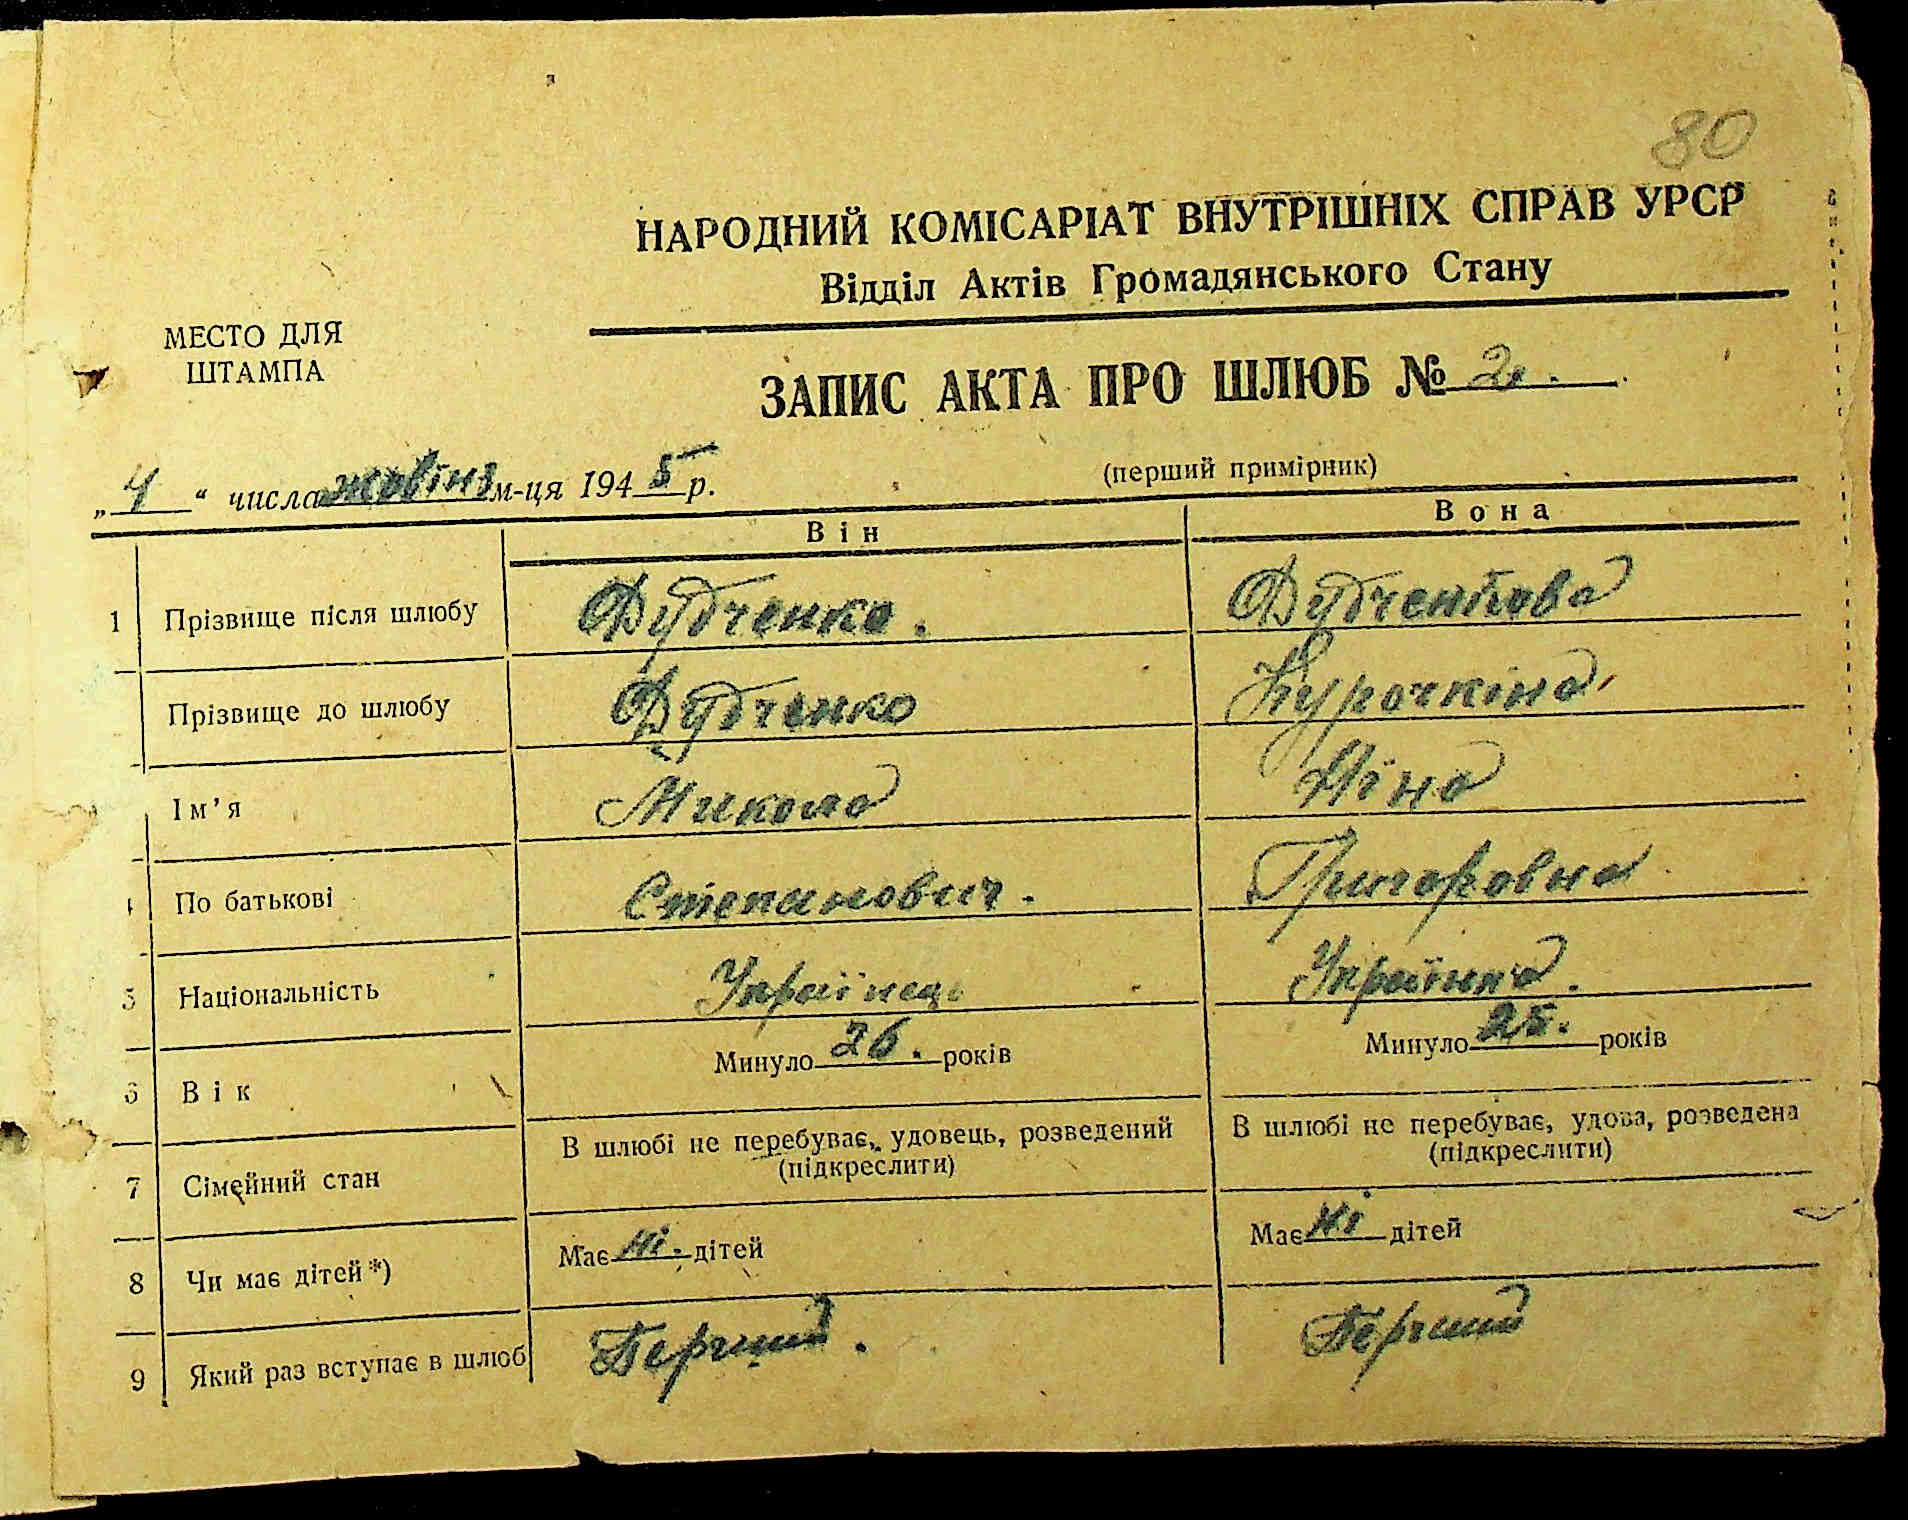 80
НАРОДНИЙ КОМІСАРІАТ ВНУТРІШНІХ СПРАВ УРСР
Відділ Актів Громадянського Стану
МЕСТО ДЛЯ
ШТАМПА
ЗАПИС АКТА ПРО ШЛЮБ № 2.
(перший примірник)
„4“ числа жовтня м-ця 1945 р.
Він Вона
1 Прізвище після шлюбу Дудченко. Дудченкова
Прізвище до шлюбу Дудченко Курочкіна
Ім'я Микола Ніна
По батькові Степанович. Григоровна
5 Національність Українець Українка.
6 Вік Минуло 26. років Минуло 25. років
7 Сімейний стан В шлюбі не перебуває, удовець, розведений (підкреслити) В шлюбі не перебуває, удова, розведена (підкреслити)
8 Чи має дітей*) Має ні. дітей Має ні дітей
9 Який раз вступає в шлюб Перший. Перший